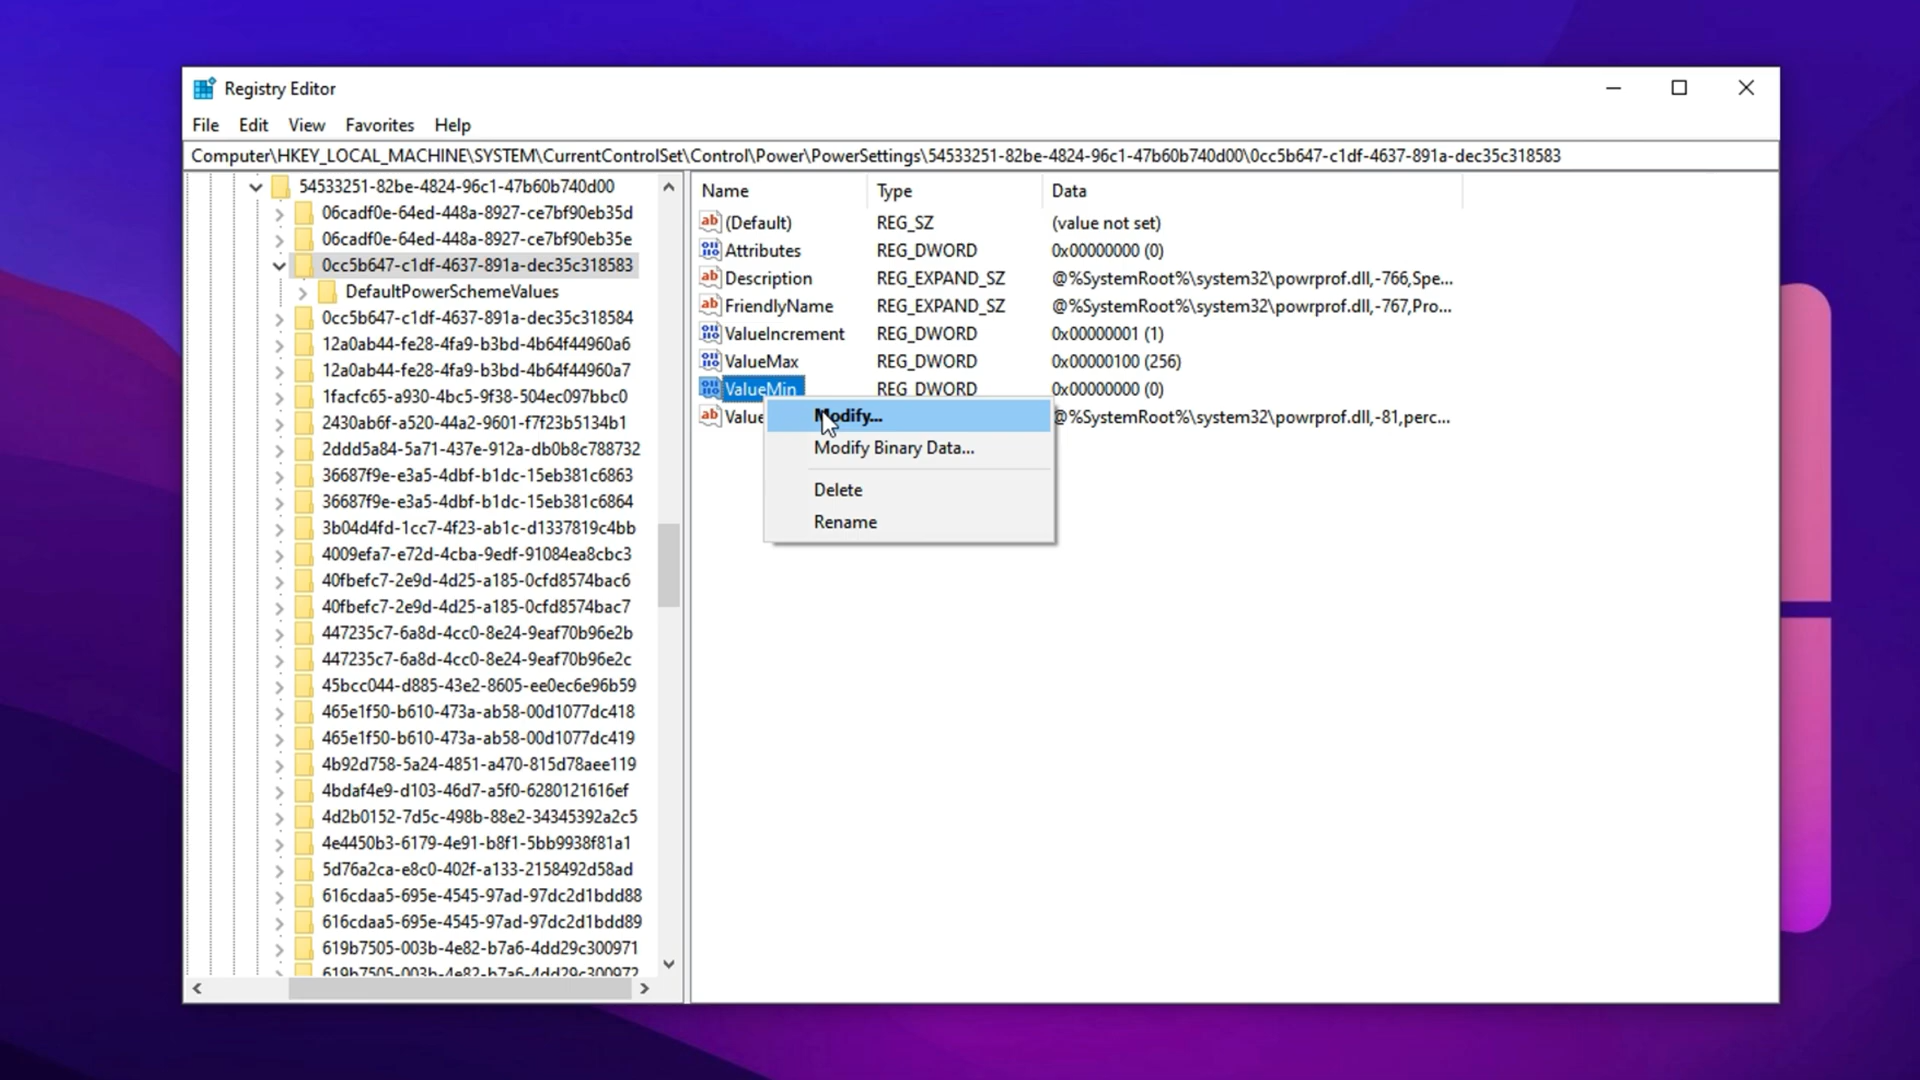 Registry Editor
File Edit View Favorites Help
Computer\HKEY_LOCAL_MACHINE\SYSTEM\CurrentControlSet\Control\Power\PowerSettings\54533251-82be-4824-96c1-47b60b740d00\0cc5b647-c1df-4637-891a-dec35c318583
54533251-82be-4824-96c1-47b60b740d00
06cadf0e-64ed-448a-8927-ce7bf90eb35d
06cadf0e-64ed-448a-8927-ce7bf90eb35e
0cc5b647-c1df-4637-891a-dec35c318583
DefaultPowerSchemeValues
0cc5b647-c1df-4637-891a-dec35c318584
12a0ab44-fe28-4fa9-b3bd-4b64f44960a6
12a0ab44-fe28-4fa9-b3bd-4b64f44960a7
1facfc65-a930-4bc5-9f38-504ec097bbc0
2430ab6f-a520-44a2-9601-f7f23b5134b1
2ddd5a84-5a71-437e-912a-db0b8c788732
36687f9e-e3a5-4dbf-b1dc-15eb381c6863
36687f9e-e3a5-4dbf-b1dc-15eb381c6864
3b04d4fd-1cc7-4f23-ab1c-d1337819c4bb
4009efa7-e72d-4cba-9edf-91084ea8cbc3
40fbefc7-2e9d-4d25-a185-0cfd8574bac6
40fbefc7-2e9d-4d25-a185-0cfd8574bac7
447235c7-6a8d-4cc0-8e24-9eaf70b96e2b
447235c7-6a8d-4cc0-8e24-9eaf70b96e2c
45bcc044-d885-43e2-8605-ee0ec6e96b59
465e1f50-b610-473a-ab58-00d1077dc418
465e1f50-b610-473a-ab58-00d1077dc419
4b92d758-5a24-4851-a470-815d78aee119
4bdaf4e9-d103-46d7-a5f0-6280121616ef
4d2b0152-7d5c-498b-88e2-34345392a2c5
4e4450b3-6179-4e91-b8f1-5bb9938f81a1
5d76a2ca-e8c0-402f-a133-2158492d58ad
616cdaa5-695e-4545-97ad-97dc2d1bdd88
616cdaa5-695e-4545-97ad-97dc2d1bdd89
619b7505-003b-4e82-b7a6-4dd29c300971
619b7505-003b-4e82-b7a6-4dd29c300972
Name Type Data
(Default) REG_SZ (value not set)
Attributes REG_DWORD 0x00000000 (0)
Description REG_EXPAND_SZ @%SystemRoot%\system32\powrprof.dll,-766,Spe...
FriendlyName REG_EXPAND_SZ @%SystemRoot%\system32\powrprof.dll,-767,Pro...
ValueIncrement REG_DWORD 0x00000001 (1)
ValueMax REG_DWORD 0x00000100 (256)
ValueMin REG_DWORD 0x00000000 (0)
Value @%SystemRoot%\system32\powrprof.dll,-81,perc...
Modify...
Modify Binary Data...
Delete
Rename